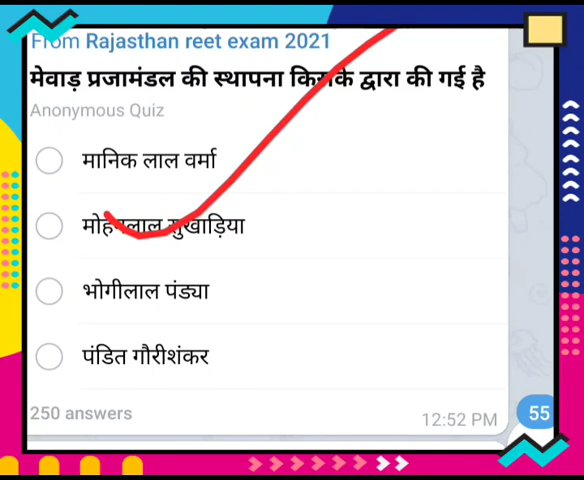 From Rajasthan reet exam 2021
मेवाड़ प्रजामंडल की स्थापना किसके द्वारा की गई है
Anonymous Quiz
मानिक लाल वर्मा
मोहनलाल सुखाड़िया
भोगीलाल पंड्या
पंडित गौरीशंकर
250 answers
12:52 PM
55